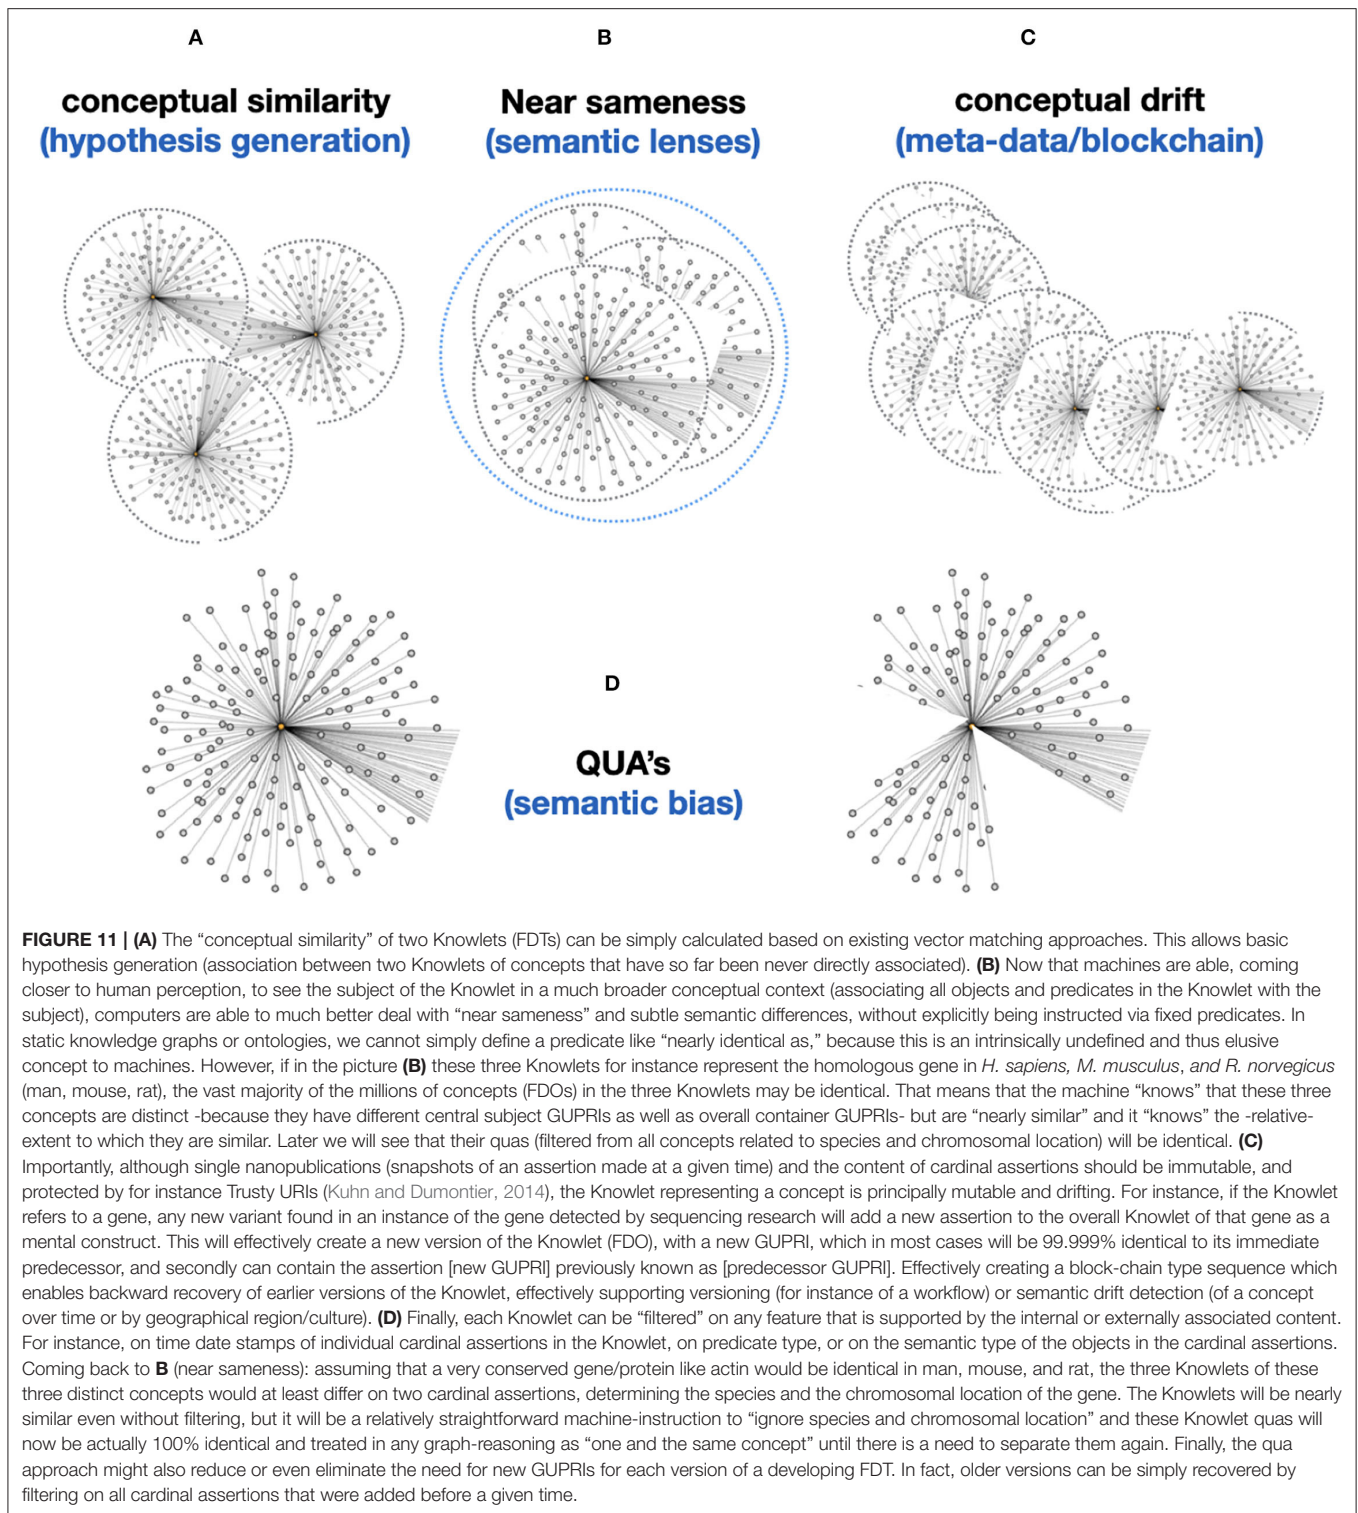 A
B
C
conceptual similarity
(hypothesis generation)
Near sameness
(semantic lenses)
conceptual drift
(meta-data/blockchain)
D
QUA's
(semantic bias)
FIGURE 11 | (A) The “conceptual similarity” of two Knowlets (FDTs) can be simply calculated based on existing vector matching approaches. This allows basic
hypothesis generation (association between two Knowlets of concepts that have so far been never directly associated). (B) Now that machines are able, coming
closer to human perception, to see the subject of the Knowlet in a much broader conceptual context (associating all objects and predicates in the Knowlet with the
subject), computers are able to much better deal with “near sameness” and subtle semantic differences, without explicitly being instructed via fixed predicates. In
static knowledge graphs or ontologies, we cannot simply define a predicate like “nearly identical as,” because this is an intrinsically undefined and thus elusive
concept to machines. However, if in the picture (B) these three Knowlets for instance represent the homologous gene in H. sapiens, M. musculus, and R. norvegicus
(man, mouse, rat), the vast majority of the millions of concepts (FDOs) in the three Knowlets may be identical. That means that the machine “knows” that these three
concepts are distinct -because they have different central subject GUPRIs as well as overall container GUPRIs- but are “nearly similar” and it “knows” the -relative-
extent to which they are similar. Later we will see that their quas (filtered from all concepts related to species and chromosomal location) will be identical. (C)
Importantly, although single nanopublications (snapshots of an assertion made at a given time) and the content of cardinal assertions should be immutable, and
protected by for instance Trusty URIs (Kuhn and Dumontier, 2014), the Knowlet representing a concept is principally mutable and drifting. For instance, if the Knowlet
refers to a gene, any new variant found in an instance of the gene detected by sequencing research will add a new assertion to the overall Knowlet of that gene as a
mental construct. This will effectively create a new version of the Knowlet (FDO), with a new GUPRI, which in most cases will be 99.999% identical to its immediate
predecessor, and secondly can contain the assertion [new GUPRI] previously known as [predecessor GUPRI]. Effectively creating a block-chain type sequence which
enables backward recovery of earlier versions of the Knowlet, effectively supporting versioning (for instance of a workflow) or semantic drift detection (of a concept
over time or by geographical region/culture). (D) Finally, each Knowlet can be “filtered” on any feature that is supported by the internal or externally associated content.
For instance, on time date stamps of individual cardinal assertions in the Knowlet, on predicate type, or on the semantic type of the objects in the cardinal assertions.
Coming back to B (near sameness): assuming that a very conserved gene/protein like actin would be identical in man, mouse, and rat, the three Knowlets of these
three distinct concepts would at least differ on two cardinal assertions, determining the species and the chromosomal location of the gene. The Knowlets will be nearly
similar even without filtering, but it will be a relatively straightforward machine-instruction to “ignore species and chromosomal location” and these Knowlet quas will
now be actually 100% identical and treated in any graph-reasoning as “one and the same concept” until there is a need to separate them again. Finally, the qua
approach might also reduce or even eliminate the need for new GUPRIs for each version of a developing FDT. In fact, older versions can be simply recovered by
filtering on all cardinal assertions that were added before a given time.